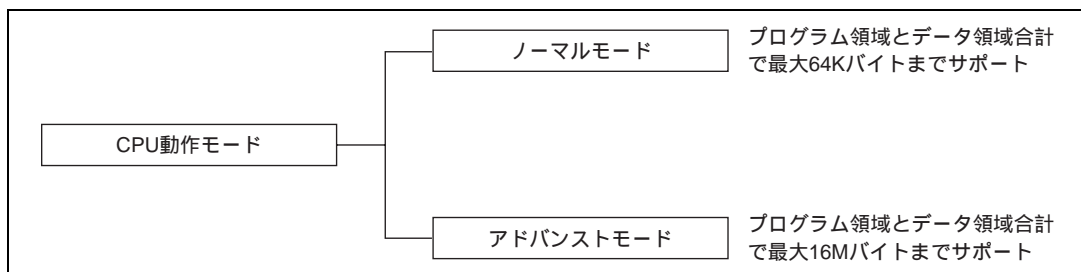 ノーマルモード
プログラム領域とデータ領域合計
で最大64Kバイトまでサポート
CPU動作モード
アドバンストモード
プログラム領域とデータ領域合計
で最大16Mバイトまでサポート